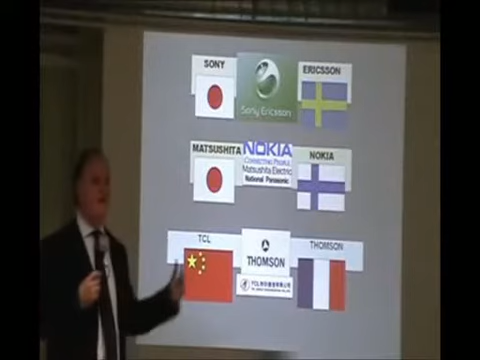 SONY
ERICSSON
Sony Ericsson
MATSUSHITA
NOKIA
CONNECTING PEOPLE
Matsushita Electric
National Panasonic
NOKIA
TCL
THOMSON
THOMSON